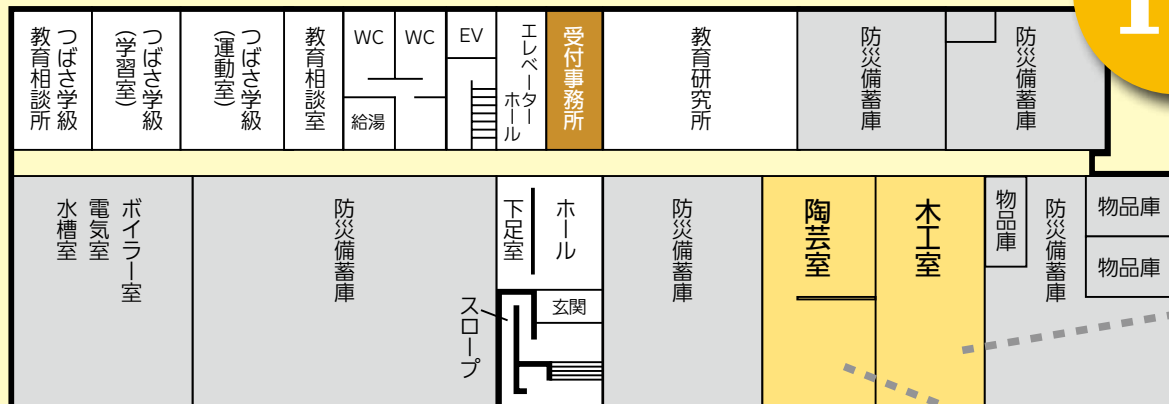 つばさ学級
教育相談所
つばさ学級
(学習室)
つばさ学級
(運動室)
教育相談室
WC
WC
給湯
EV
エレベーター
ホール
受付事務所
教育研究所
防災備蓄庫
防災備蓄庫
1
ボイラー室
電気室
水槽室
防災備蓄庫
下足室
ホール
玄関
スロープ
防災備蓄庫
陶芸室
木工室
物品庫
防災備蓄庫
物品庫
物品庫